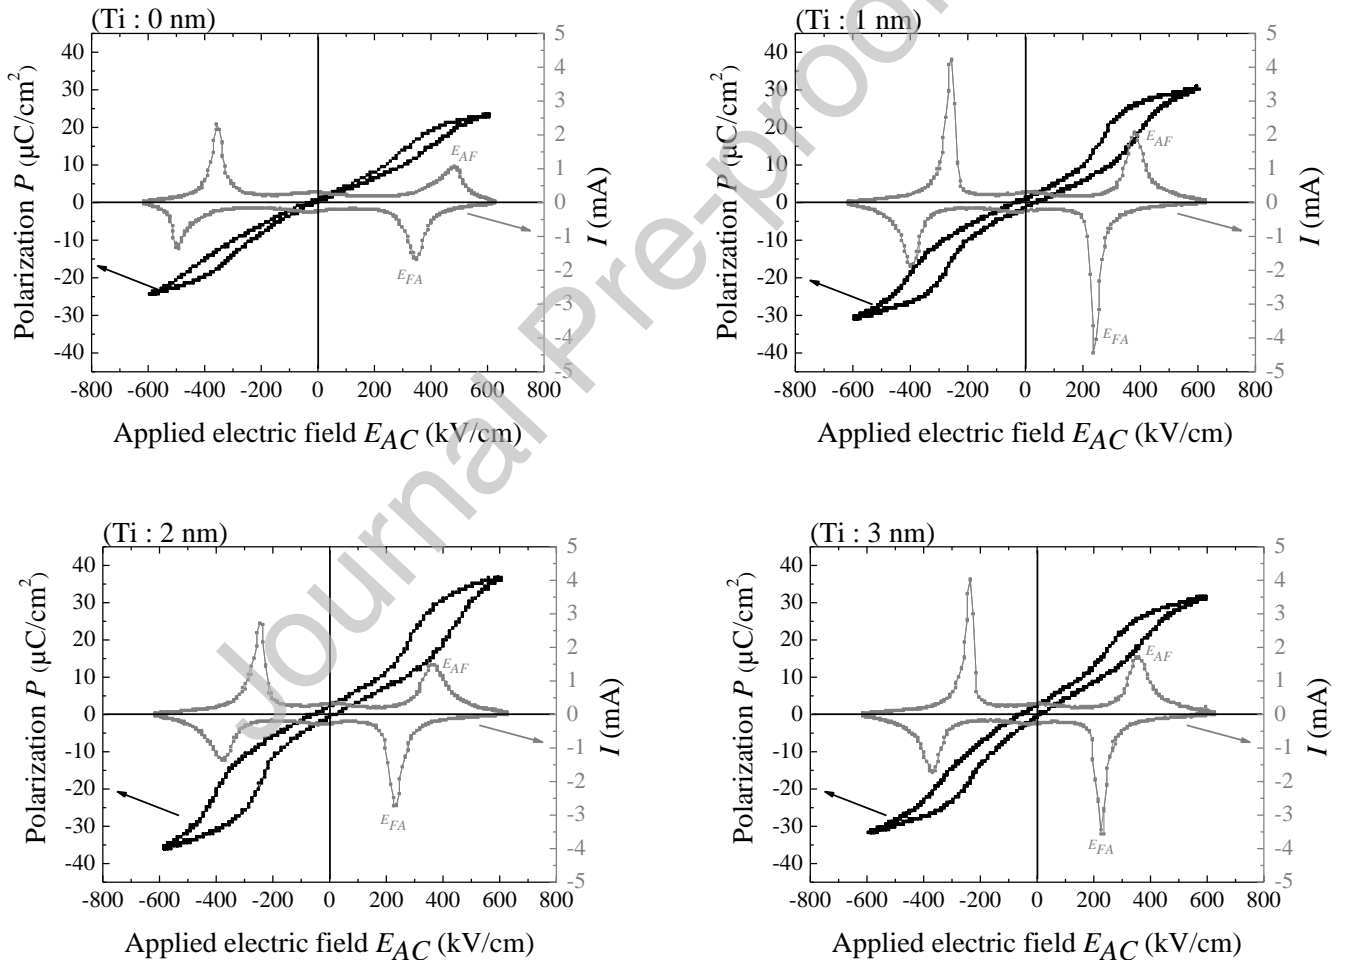 (Ti : 0 nm)
40
30
20
10
0
-10
-20
-30
-40
Polarization P (µC/cm²)
5
4
3
2
1
0
-1
-2
-3
-4
-5
I (mA)
E_AF
E_FA
-800 -600 -400 -200 0 200 400 600 800
Applied electric field E_AC (kV/cm)
(Ti : 1 nm)
40
30
20
10
0
-10
-20
-30
-40
Polarization P (µC/cm²)
5
4
3
2
1
0
-1
-2
-3
-4
-5
I (mA)
E_AF
E_FA
-800 -600 -400 -200 0 200 400 600 800
Applied electric field E_AC (kV/cm)
(Ti : 2 nm)
40
30
20
10
0
-10
-20
-30
-40
Polarization P (µC/cm²)
5
4
3
2
1
0
-1
-2
-3
-4
-5
I (mA)
E_AF
E_FA
-800 -600 -400 -200 0 200 400 600 800
Applied electric field E_AC (kV/cm)
(Ti : 3 nm)
40
30
20
10
0
-10
-20
-30
-40
Polarization P (µC/cm²)
5
4
3
2
1
0
-1
-2
-3
-4
-5
I (mA)
E_AF
E_FA
-800 -600 -400 -200 0 200 400 600 800
Applied electric field E_AC (kV/cm)
Journal Pre-proo